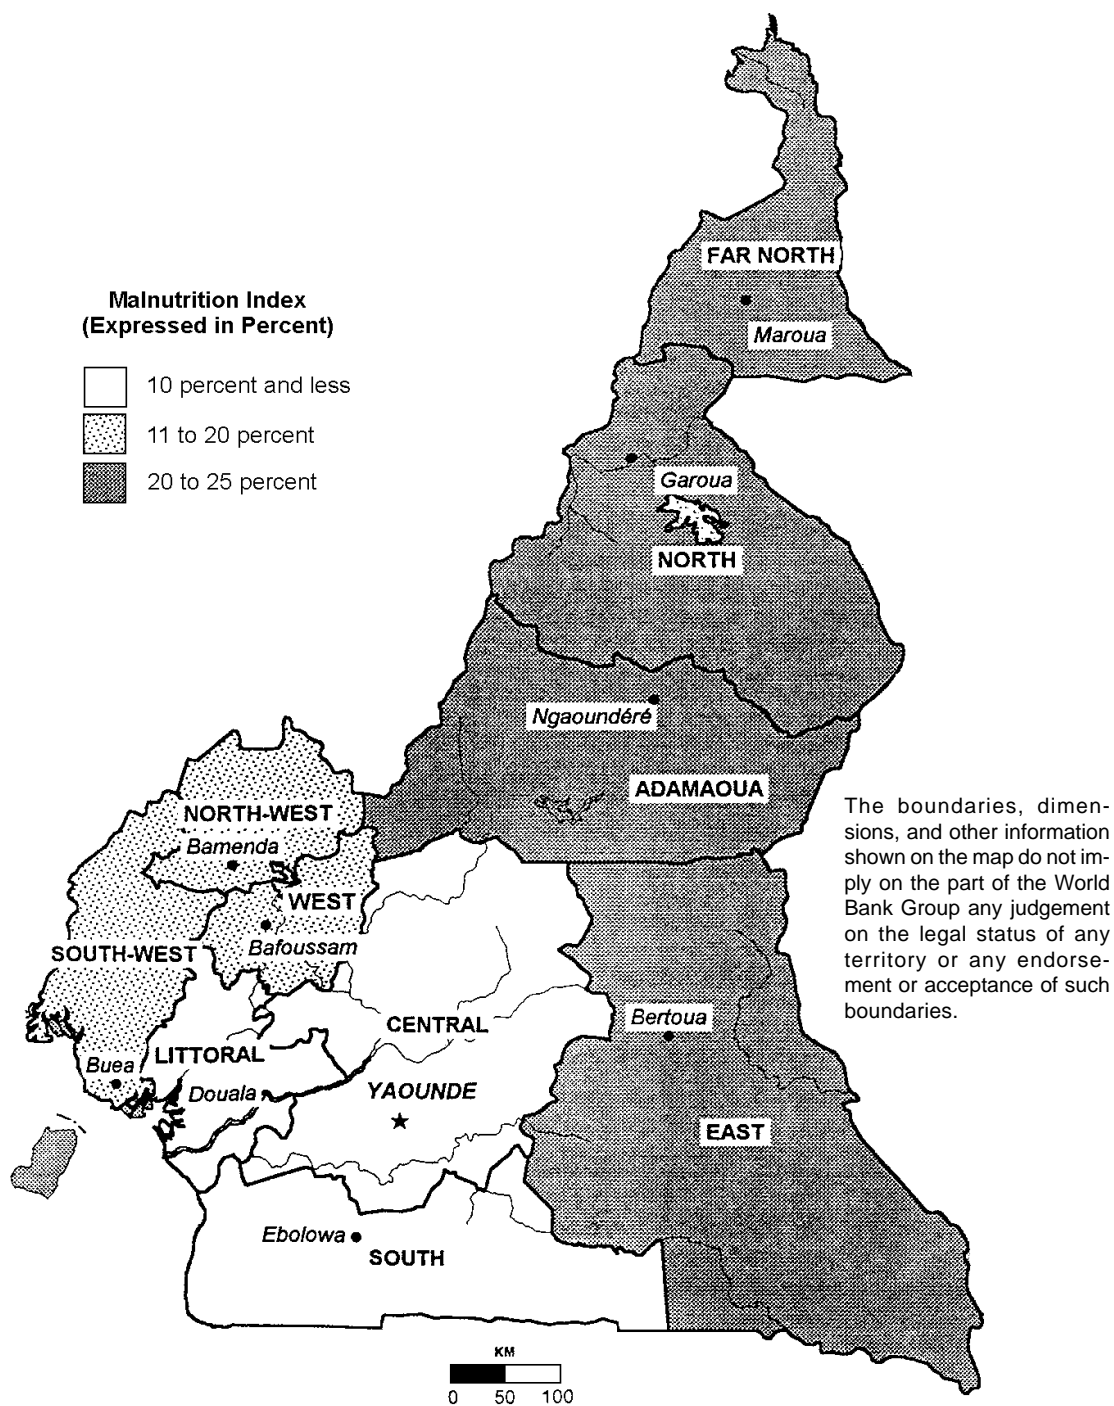 FAR NORTH
Maroua
Malnutrition Index
(Expressed in Percent)
10 percent and less
11 to 20 percent
20 to 25 percent
Garoua
NORTH
Ngaoundéré
ADAMAOUA
NORTH-WEST
Bamenda
WEST
Bafoussam
SOUTH-WEST
CENTRAL
Bertoua
LITTORAL
Buea
Douala
YAOUNDE
EAST
Ebolowa
SOUTH
The boundaries, dimen-
sions, and other information
shown on the map do not im-
ply on the part of the World
Bank Group any judgement
on the legal status of any
territory or any endorse-
ment or acceptance of such
boundaries.
KM
0 50 100